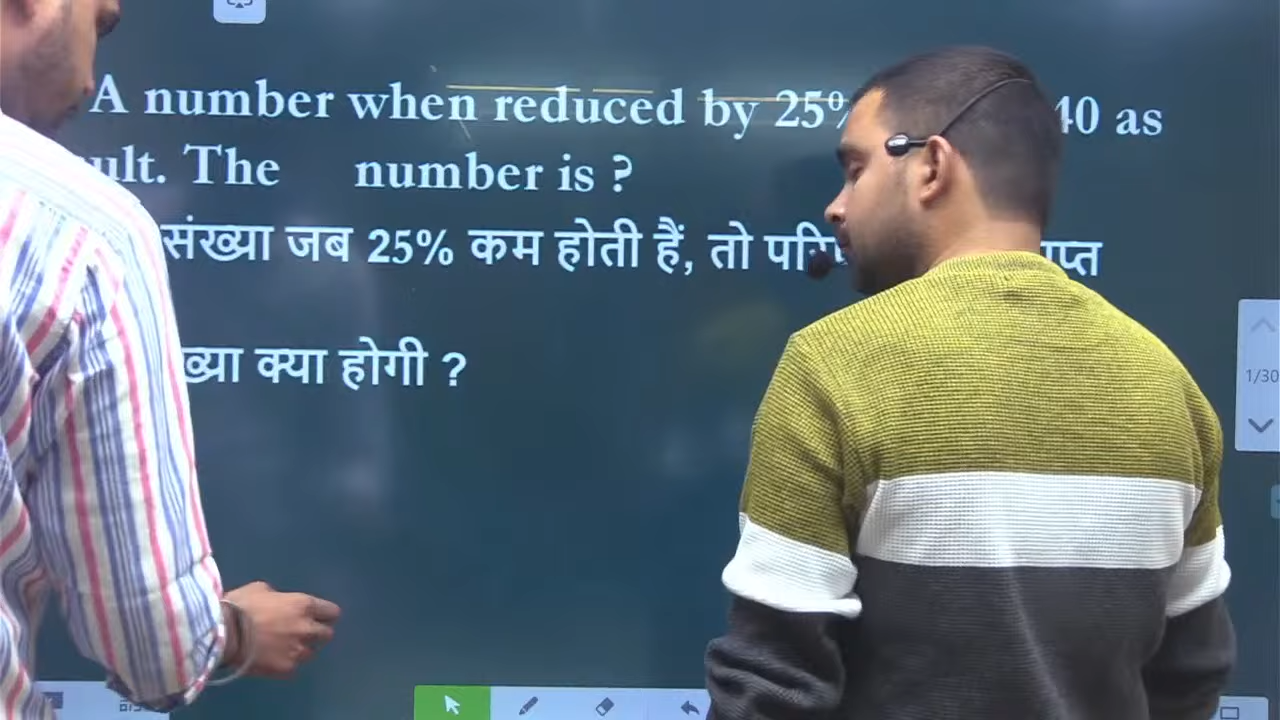 A number when reduced by 25% 40 as
ult. The number is ?
संख्या जब 25% कम होती हैं, तो
ख्या क्या होगी ?
1/30